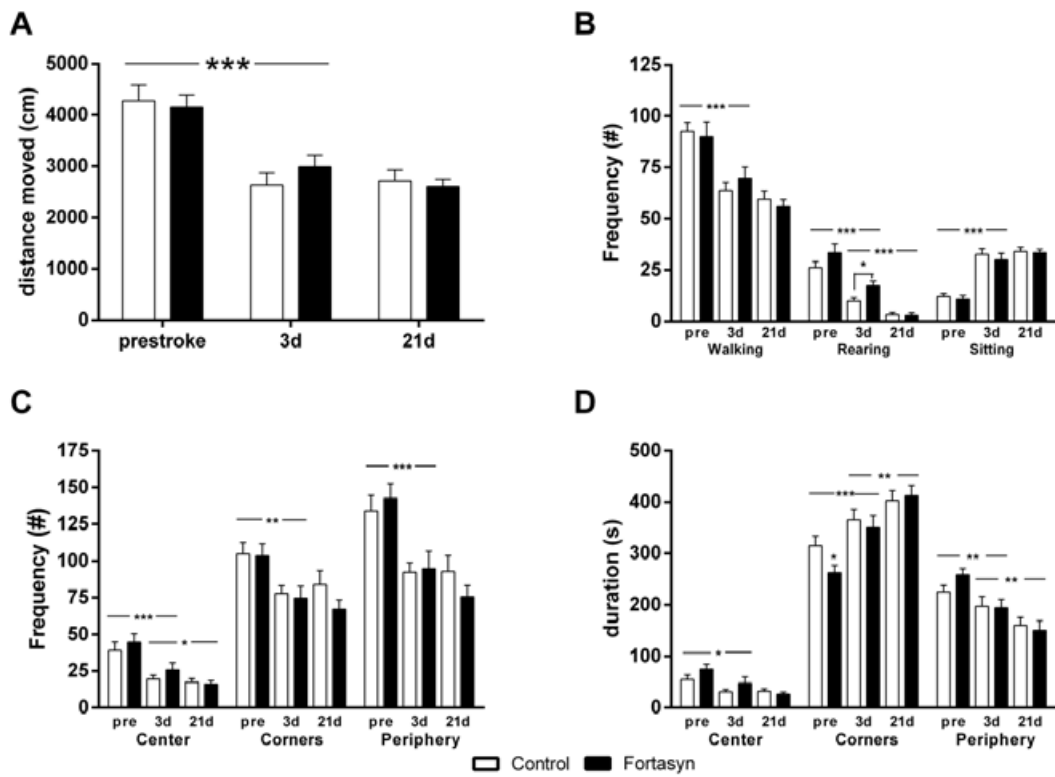 A
***
5000
4000
3000
2000
1000
0
distance moved (cm)
prestroke 3d 21d
B
125
100
75
50
25
0
Frequency (#)
***
***
***
*
***
pre 3d 21d pre 3d 21d pre 3d 21d
Walking Rearing Sitting
C
175
150
125
100
75
50
25
0
Frequency (#)
***
*
**
***
pre 3d 21d pre 3d 21d pre 3d 21d
Center Corners Periphery
D
500
400
300
200
100
0
duration (s)
*
***
*
**
**
**
pre 3d 21d pre 3d 21d pre 3d 21d
Center Corners Periphery
Control Fortasyn